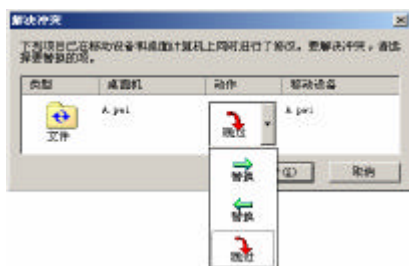 解决冲突
下列项目已在移动设备和桌面计算机上同时进行了修改。要解决冲突，请选
择要替换的项。
类型 桌面机 动作 移动设备
A.pwi 跳过 A.pwi
文件
替换 取消
替换
跳过